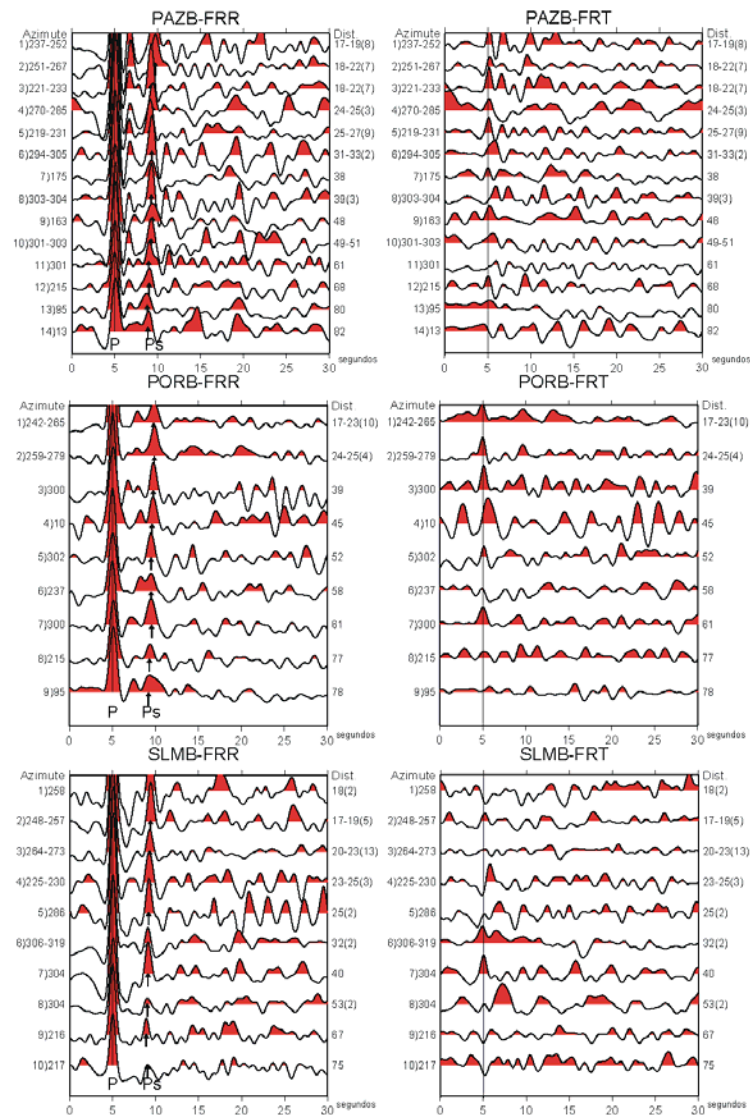 PAZB-FRR
Azimute Dist.
1)237-252 17-19(8)
2)251-267 18-22(7)
3)221-233 18-22(7)
4)270-285 24-25(3)
5)219-231 25-27(9)
6)294-305 31-33(2)
7)175 38
8)303-304 39(3)
9)163 48
10)301-303 49-51
11)301 61
12)215 68
13)95 80
14)13 82
P Ps
segundos
0 5 10 15 20 25 30
PAZB-FRT
Azimute Dist.
1)237-252 17-19(8)
2)251-267 18-22(7)
3)221-233 18-22(7)
4)270-285 24-25(3)
5)219-231 25-27(9)
6)294-305 31-33(2)
7)175 38
8)303-304 39(3)
9)163 48
10)301-303 49-51
11)301 61
12)215 68
13)95 80
14)13 82
segundos
0 5 10 15 20 25 30
PORB-FRR
Azimute Dist.
1)242-265 17-23(10)
2)259-279 24-25(4)
3)300 39
4)10 45
5)302 52
6)237 58
7)300 61
8)215 77
9)95 78
P Ps
segundos
0 5 10 15 20 25 30
PORB-FRT
Azimute Dist.
1)242-265 17-23(10)
2)259-279 24-25(4)
3)300 39
4)10 45
5)302 52
6)237 58
7)300 61
8)215 77
9)95 78
segundos
0 5 10 15 20 25 30
SLMB-FRR
Azimute Dist.
1)258 18(2)
2)248-257 17-19(5)
3)264-273 20-23(13)
4)225-230 23-25(3)
5)286 25(2)
6)306-319 32(2)
7)304 40
8)304 53(2)
9)216 67
10)217 75
P Ps
segundos
0 5 10 15 20 25 30
SLMB-FRT
Azimute Dist.
1)258 18(2)
2)248-257 17-19(5)
3)264-273 20-23(13)
4)225-230 23-25(3)
5)286 25(2)
6)306-319 32(2)
7)304 40
8)304 53(2)
9)216 67
10)217 75
segundos
0 5 10 15 20 25 30